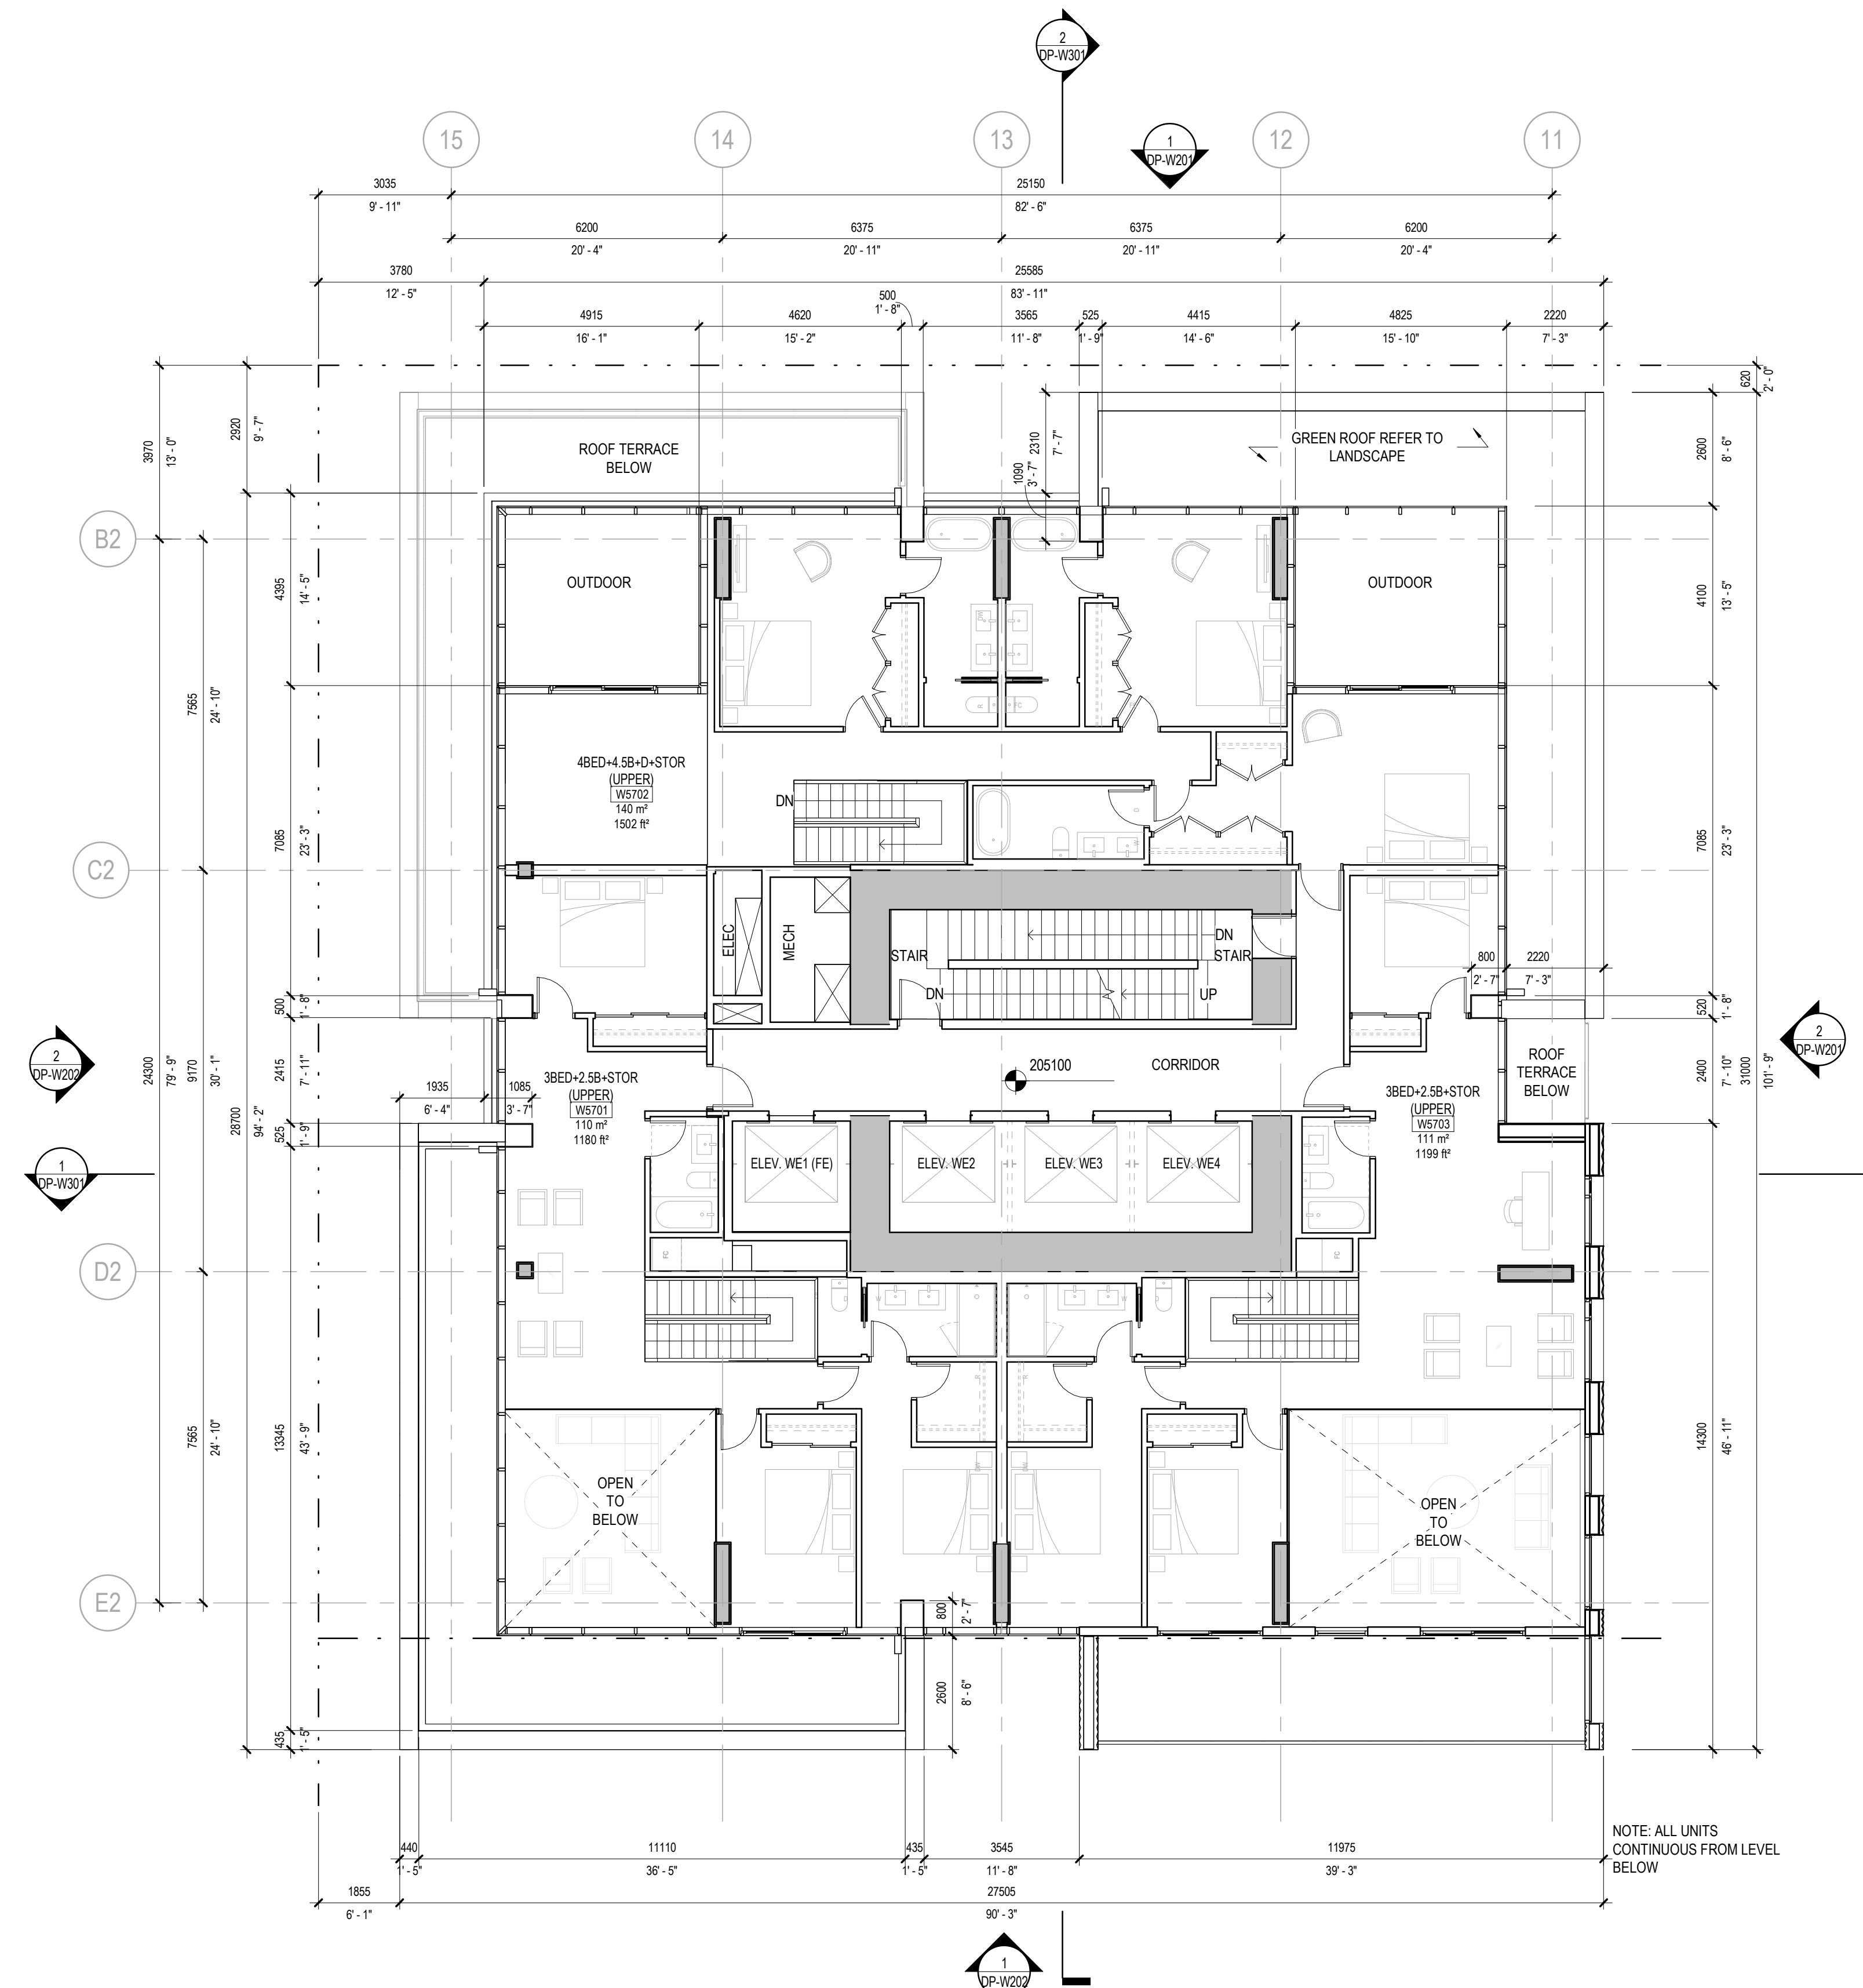 2
DP-W301
15
14
13
12
11
1
DP-W201
3035
9' - 11"
25150
82' - 6"
6200
20' - 4"
6375
20' - 11"
6375
20' - 11"
6200
20' - 4"
3780
12' - 5"
25585
83' - 11"
4915
16' - 1"
4620
15' - 2"
500
1' - 8"
3565
11' - 8"
525
1' - 9"
4415
14' - 6"
4825
15' - 10"
2220
7' - 3"
620
2' - 0"
3970
13' - 0"
2920
9' - 7"
ROOF TERRACE
BELOW
2310
7' - 7"
1090
3' - 7"
GREEN ROOF REFER TO
LANDSCAPE
2600
8' - 6"
B2
4395
14' - 5"
OUTDOOR
OUTDOOR
4100
13' - 5"
7565
24' - 10"
4BED+4.5B+D+STOR
(UPPER)
W5702
140 m²
1502 ft²
DN
7085
23' - 3"
7085
23' - 3"
C2
ELEC
MECH
STAIR
DN
STAIR
DN
UP
800
2' - 7"
2220
7' - 3"
500
1' - 8"
520
1' - 8"
2
DP-W202
24300
79' - 9"
9170
30' - 1"
2415
7' - 11"
205100
CORRIDOR
ROOF
TERRACE
BELOW
2400
7' - 10"
31000
101' - 9"
2
DP-W201
28700
94' - 2"
1935
6' - 4"
1085
3' - 7"
3BED+2.5B+STOR
(UPPER)
W5701
110 m²
1180 ft²
3BED+2.5B+STOR
(UPPER)
W5703
111 m²
1199 ft²
525
1' - 9"
1
DP-W301
ELEV. WE1 (FE)
ELEV. WE2
ELEV. WE3
ELEV. WE4
FC
FC
D2
7565
24' - 10"
13345
43' - 9"
14300
46' - 11"
OPEN
TO
BELOW
OPEN
TO
BELOW
E2
800
2' - 7"
2600
8' - 6"
435
1' - 5"
440
1' - 5"
11110
36' - 5"
435
1' - 5"
3545
11' - 8"
11975
39' - 3"
NOTE: ALL UNITS
CONTINUOUS FROM LEVEL
BELOW
1855
6' - 1"
27505
90' - 3"
1
DP-W202